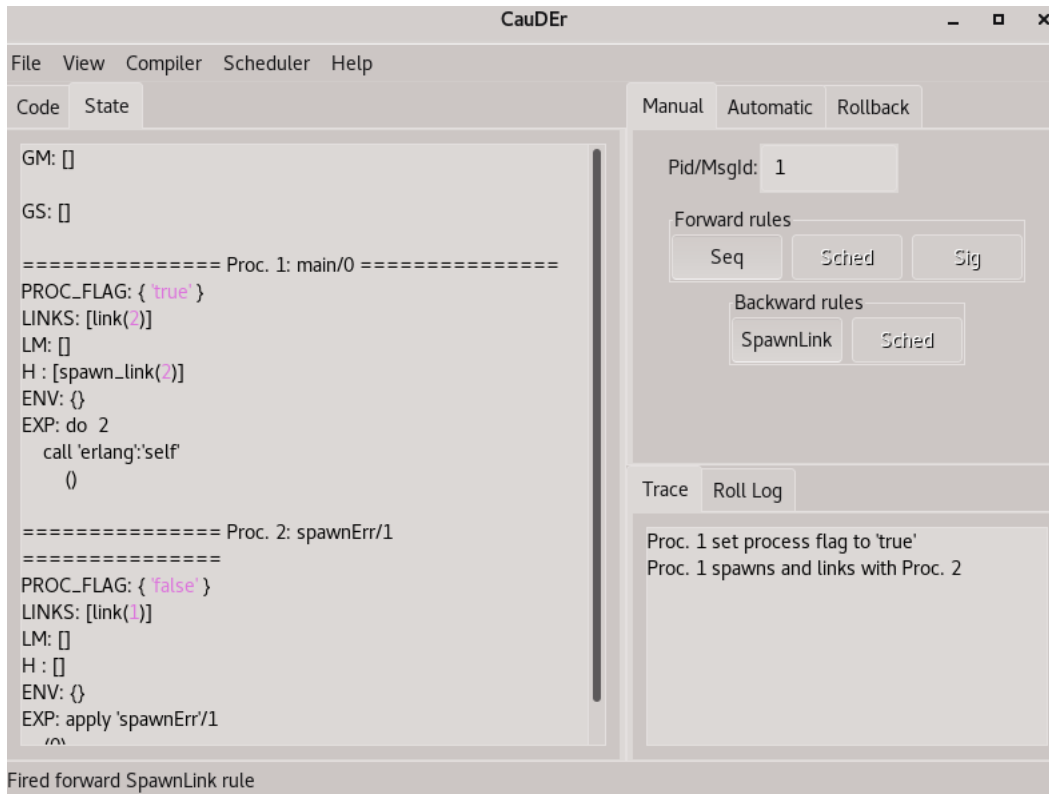 CauDEr
File View Compiler Scheduler Help
Code State
GM: []
GS: []
=============== Proc. 1: main/0 ===============
PROC_FLAG: { 'true' }
LINKS: [link(2)]
LM: []
H : [spawn_link(2)]
ENV: {}
EXP: do 2
call 'erlang':'self'
()
=============== Proc. 2: spawnErr/1
===============
PROC_FLAG: { 'false' }
LINKS: [link(1)]
LM: []
H : []
ENV: {}
EXP: apply 'spawnErr'/1
Manual Automatic Rollback
Pid/MsgId: 1
Forward rules
Seq Sched Sig
Backward rules
SpawnLink Sched
Trace Roll Log
Proc. 1 set process flag to 'true'
Proc. 1 spawns and links with Proc. 2
Fired forward SpawnLink rule